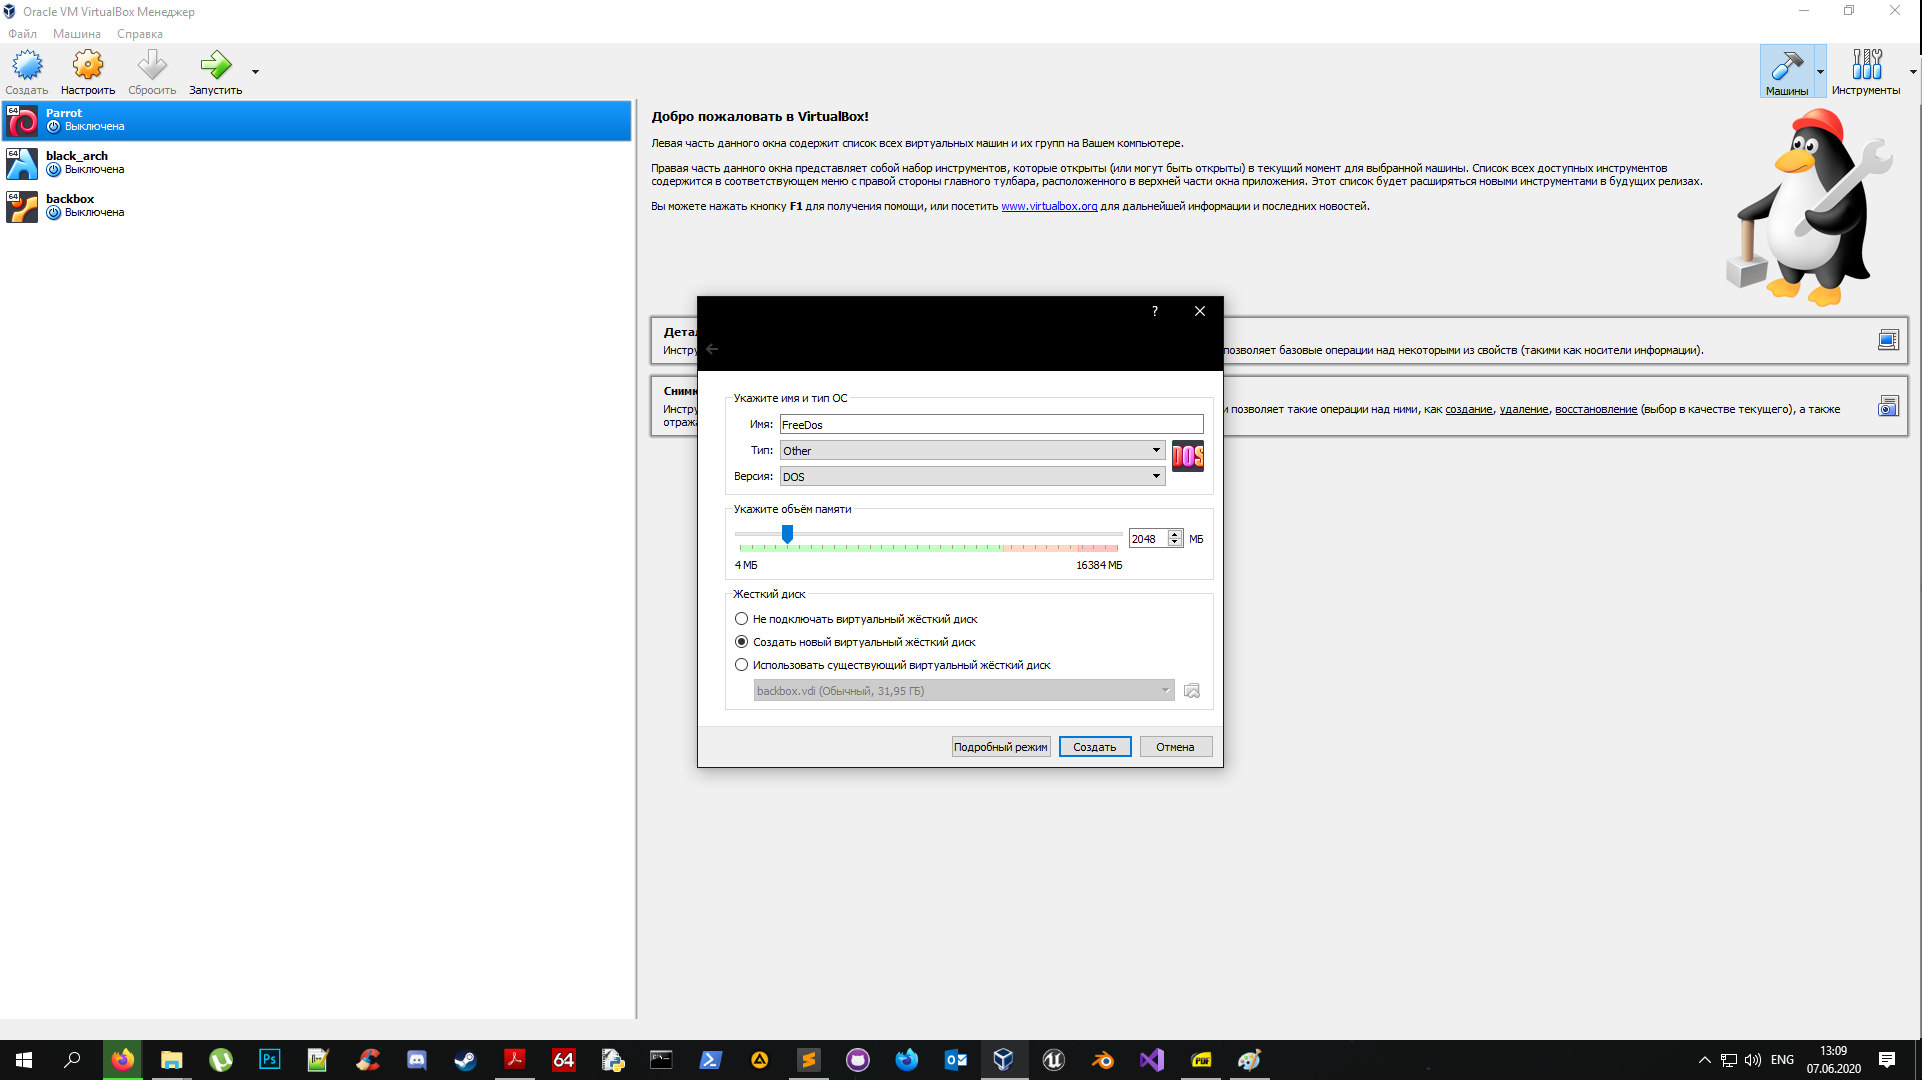 Oracle VM VirtualBox Менеджер
Файл Машина Справка
Создать Настроить Сбросить Запустить
Машины Инструменты
64 Parrot
Выключена
64 black_arch
Выключена
64 backbox
Выключена
Добро пожаловать в VirtualBox!
Левая часть данного окна содержит список всех виртуальных машин и их групп на Вашем компьютере.
Правая часть данного окна представляет собой набор инструментов, которые открыты (или могут быть открыты) в текущий момент для выбранной машины. Список всех доступных инструментов
содержится в соответствующем меню с правой стороны главного тулбара, расположенного в верхней части окна приложения. Этот список будет расширяться новыми инструментами в будущих релизах.
Вы можете нажать кнопку F1 для получения помощи, или посетить www.virtualbox.org для дальнейшей информации и последних новостей.
Дета
Инстру позволяет базовые операции над некоторыми из свойств (такими как носители информации).
Сним
Инстру и позволяет такие операции над ними, как создание, удаление, восстановление (выбор в качестве текущего), а также
отраж
?
Укажите имя и тип ОС
Имя: FreeDos
Тип: Other
DOS
Версия: DOS
Укажите объём памяти
2048 МБ
4 МБ 16384 МБ
Жесткий диск
Не подключать виртуальный жёсткий диск
Создать новый виртуальный жёсткий диск
Использовать существующий виртуальный жёсткий диск
backbox.vdi (Обычный, 31,95 ГБ)
Подробный режим Создать Отмена
Ps 64 PDF ENG
13:09
07.06.2020